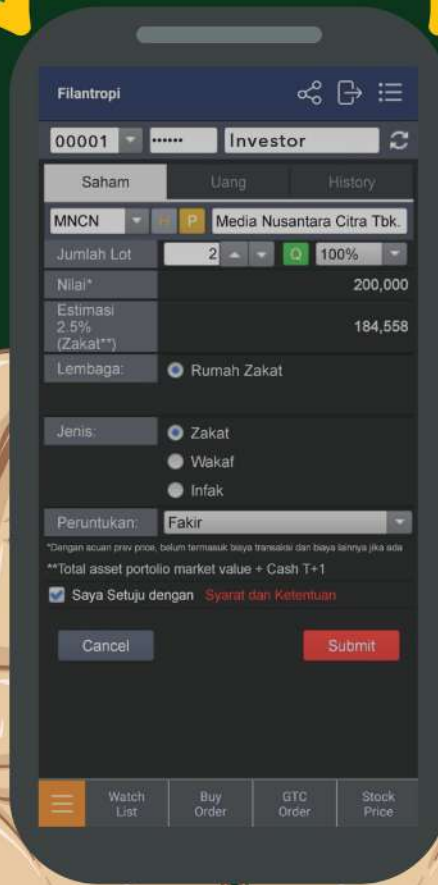 Filantropi
00001 •••••• Investor
Saham Uang History
MNCN H P Media Nusantara Citra Tbk.
Jumlah Lot 2 Q 100%
Nilai* 200,000
Estimasi
2.5% 184,558
(Zakat**)
Lembaga: Rumah Zakat
Jenis: Zakat
Wakaf
Infak
Peruntukan: Fakir
*Dengan acuan prev price, belum termasuk biaya transaksi dan biaya lainnya jika ada
**Total asset portolio market value + Cash T+1
Saya Setuju dengan Syarat dan Ketentuan
Cancel Submit
Watch List Buy Order GTC Order Stock Price